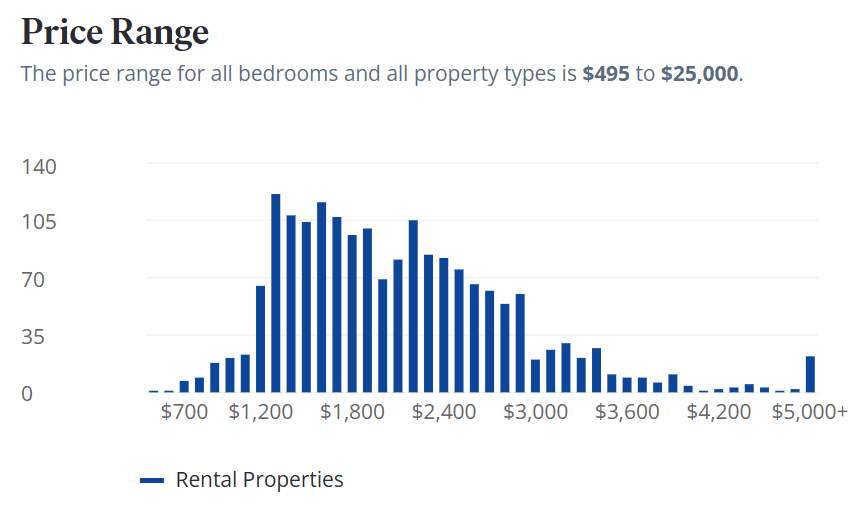 Price Range
The price range for all bedrooms and all property types is $495 to $25,000.
140
105
70
35
0
$700 $1,200 $1,800 $2,400 $3,000 $3,600 $4,200 $5,000+
Rental Properties